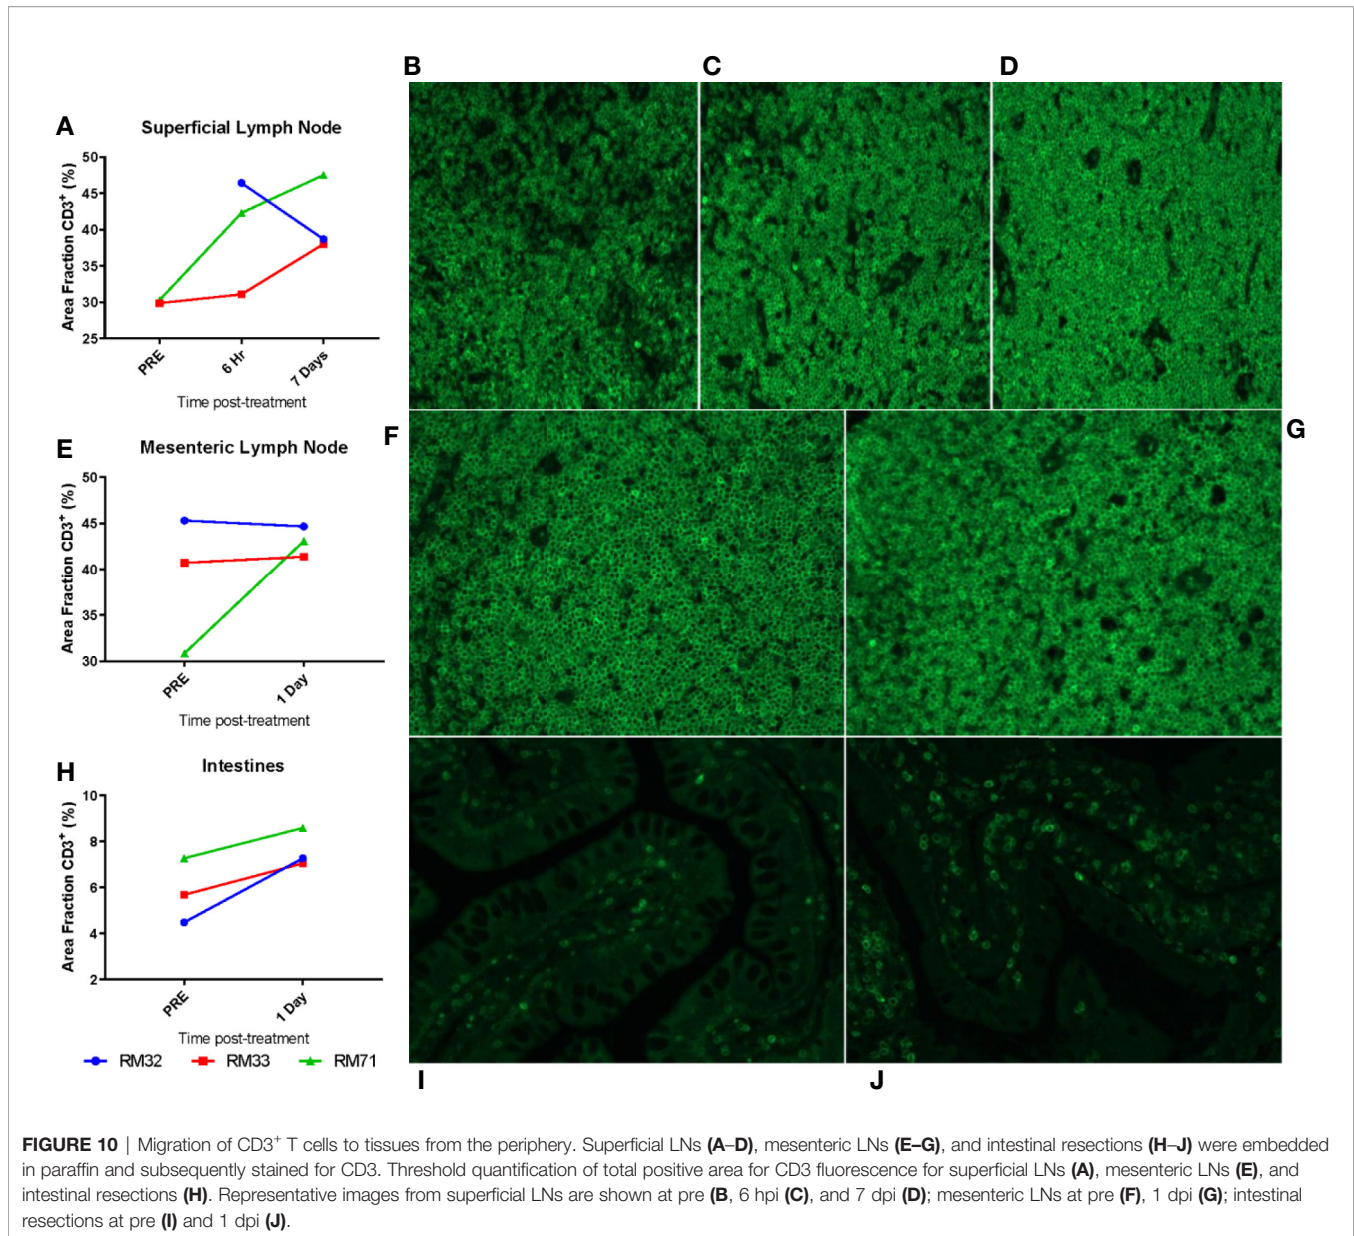 B
C
D
A
Superficial Lymph Node
Area Fraction CD3⁺ (%)
50
45
40
35
30
25
PRE
6 Hr
7 Days
Time post-treatment
E
Mesenteric Lymph Node
F
G
Area Fraction CD3⁺ (%)
50
45
40
35
30
PRE
1 Day
Time post-treatment
H
Intestines
Area Fraction CD3⁺ (%)
10
8
6
4
2
PRE
1 Day
Time post-treatment
RM32 RM33 RM71
I
J
FIGURE 10 | Migration of CD3⁺ T cells to tissues from the periphery. Superficial LNs (A–D), mesenteric LNs (E–G), and intestinal resections (H–J) were embedded
in paraffin and subsequently stained for CD3. Threshold quantification of total positive area for CD3 fluorescence for superficial LNs (A), mesenteric LNs (E), and
intestinal resections (H). Representative images from superficial LNs are shown at pre (B, 6 hpi (C), and 7 dpi (D); mesenteric LNs at pre (F), 1 dpi (G); intestinal
resections at pre (I) and 1 dpi (J).